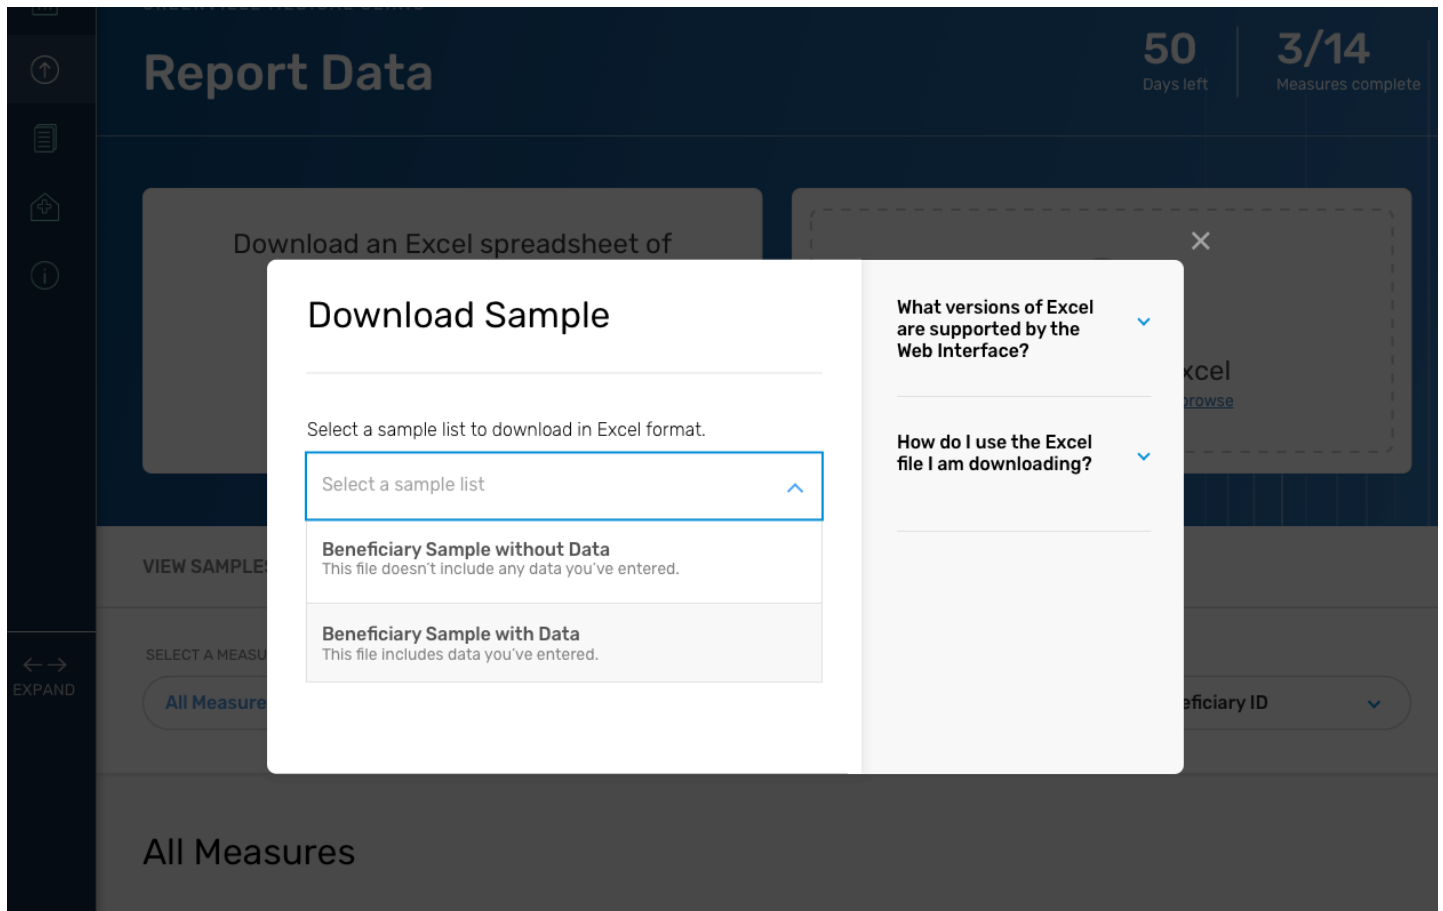 Report Data
50
Days left
3/14
Measures complete
Download an Excel spreadsheet of
Download Sample
Select a sample list to download in Excel format.
Select a sample list
Beneficiary Sample without Data
This file doesn't include any data you've entered.
Beneficiary Sample with Data
This file includes data you've entered.
What versions of Excel
are supported by the
Web Interface?
How do I use the Excel
file I am downloading?
xcel
browse
VIEW SAMPLES
SELECT A MEASU
All Measure
eficiary ID
EXPAND
All Measures